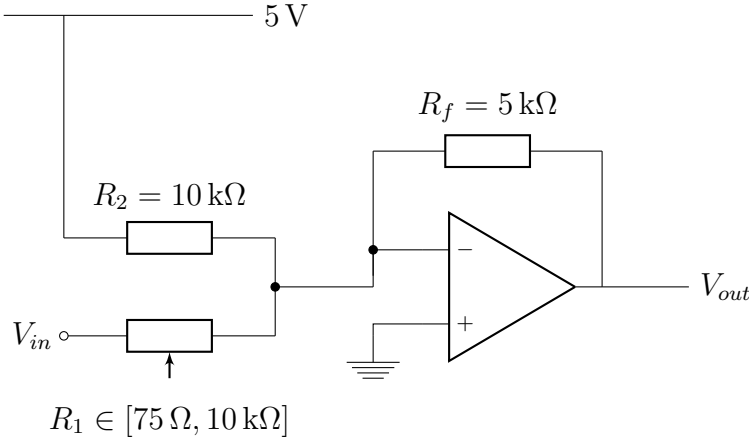 5 V
R_f = 5 kΩ
R_2 = 10 kΩ
−
V_out
V_in
+
R_1 ∈ [75 Ω, 10 kΩ]